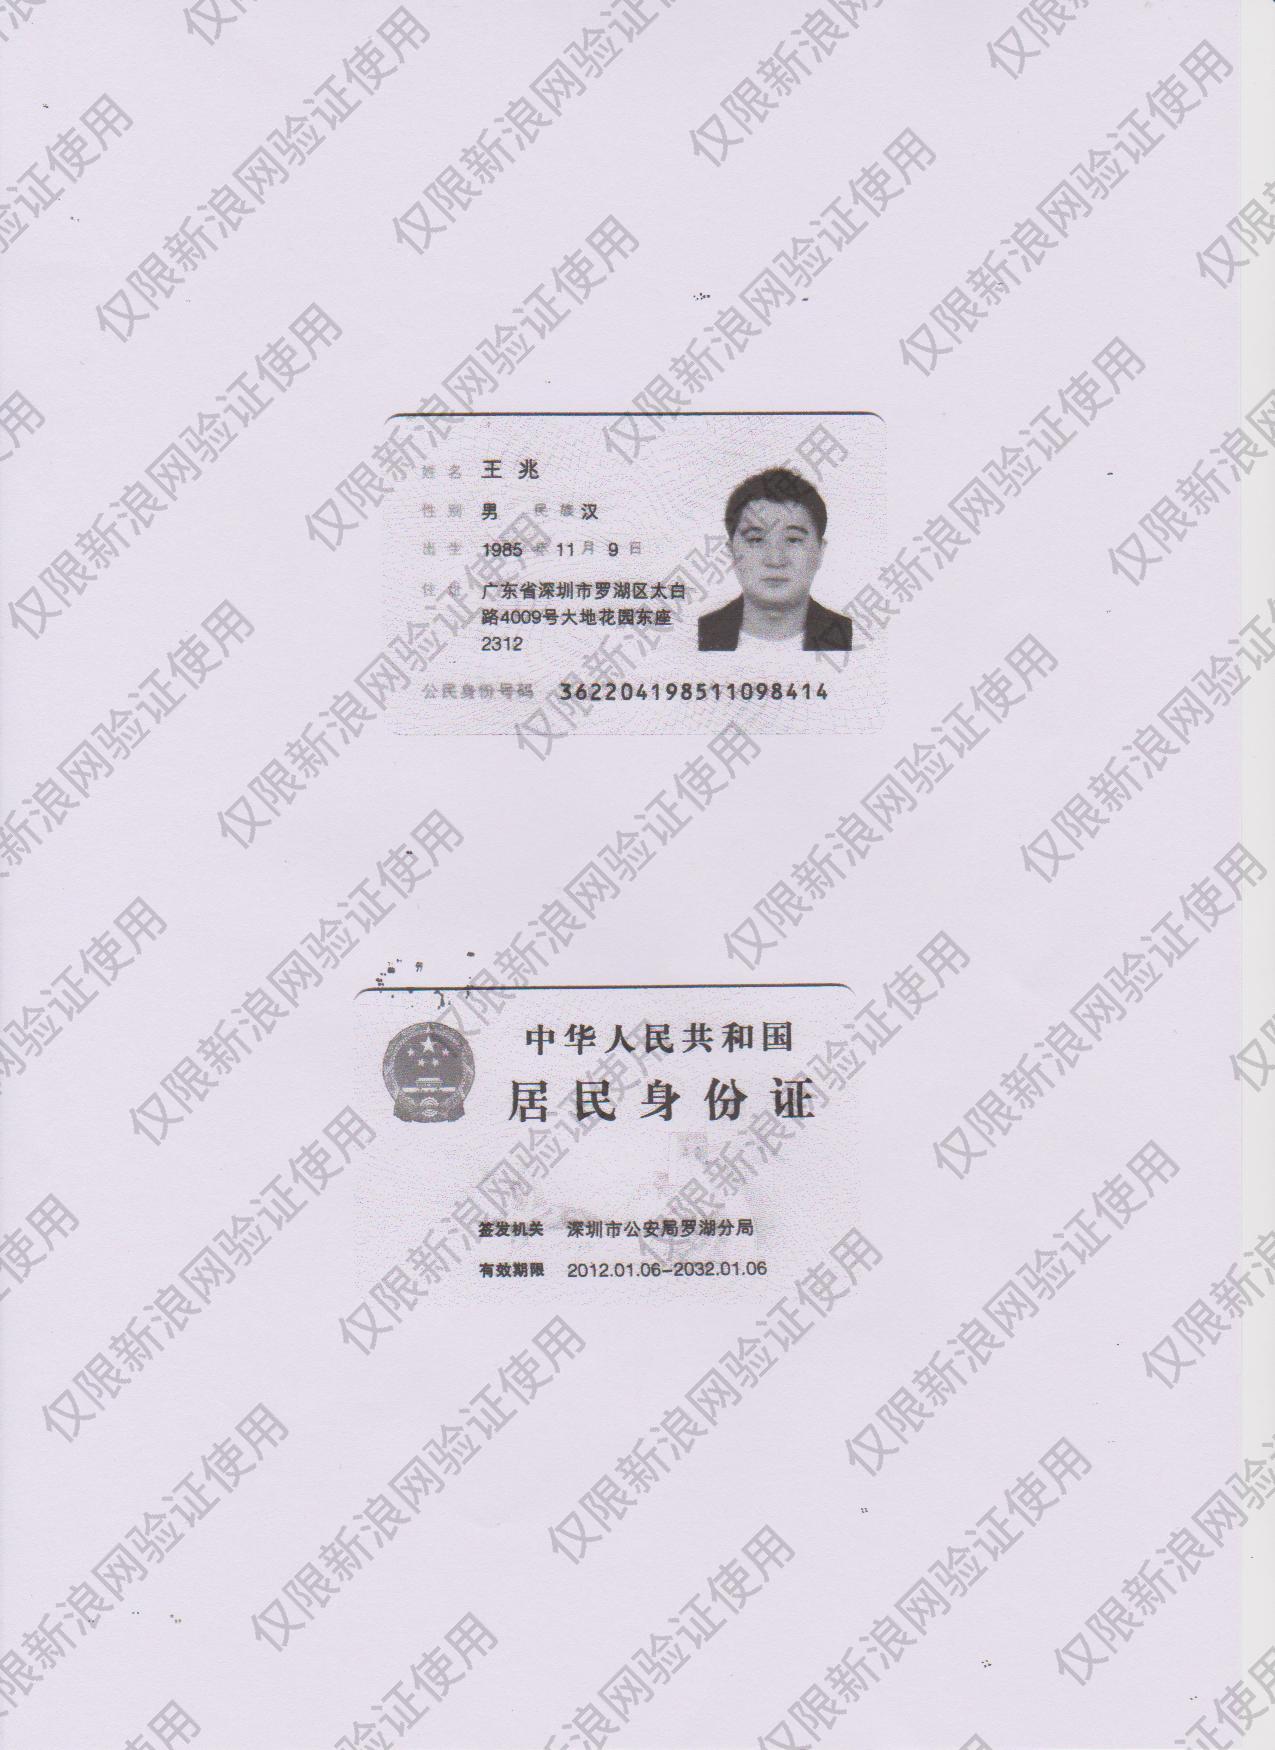 姓名 王兆
性别 男 民族 汉
出生 1985 年 11 月 9 日
住址 广东省深圳市罗湖区太白
路4009号大地花园东座
2312
公民身份号码 362204198511098414
中华人民共和国
居民身份证
签发机关 深圳市公安局罗湖分局
有效期限 2012.01.06-2032.01.06
仅限新浪网验证使用